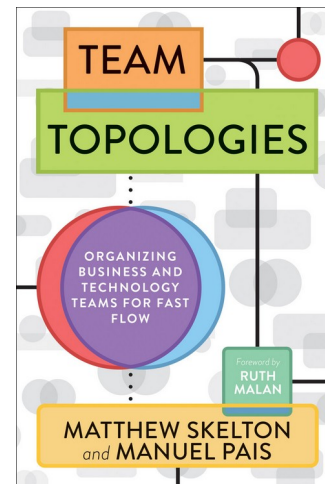 TEAM
TOPOLOGIES
ORGANIZING
BUSINESS AND
TECHNOLOGY
TEAMS FOR FAST
FLOW
Foreword by
RUTH
MALAN
MATTHEW SKELTON
and MANUEL PAIS